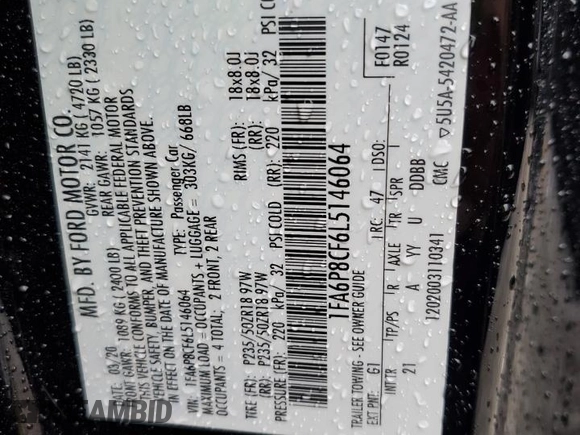 MFD. BY FORD MOTOR CO.
03/20 GVWR: 2141 KG ( 4720 LB)
FRONT GAWR: 1089 KG ( 2400 LB) REAR GAWR: 1057 KG ( 2330 LB)
THIS VEHICLE CONFORMS TO ALL APPLICABLE FEDERAL MOTOR
VEHICLE SAFETY, BUMPER, AND THEFT PREVENTION STANDARDS
IN EFFECT ON THE DATE OF MANUFACTURE SHOWN ABOVE.
VIN: 1FA6P8CF6L5146064 TYPE: Passenger Car
MAXIMUM LOAD = OCCUPANTS + LUGGAGE = 303KG/ 668LB
OCCUPANTS = 4 TOTAL; 2 FRONT, 2 REAR
TIRE (FR): P235/50ZR18 97W RIMS (FR): 18x8.0J
(RR): P235/50ZR18 97W (RR): 18x8.0J
PRESSURE (FR): 220 kPa/ 32 PSI COLD (RR): 220 kPa/ 32 PSI COLD
1FA6P8CF6L5146064
TRAILER TOWING - SEE OWNER GUIDE
F0147
R0124
EXT PNT: G1 RC: 47 DSO:
INT TR TP/PS R AXLE TR SPR
21 A YY U DDBB
1202003110341 CMC ▽5U5A-5420472-AA